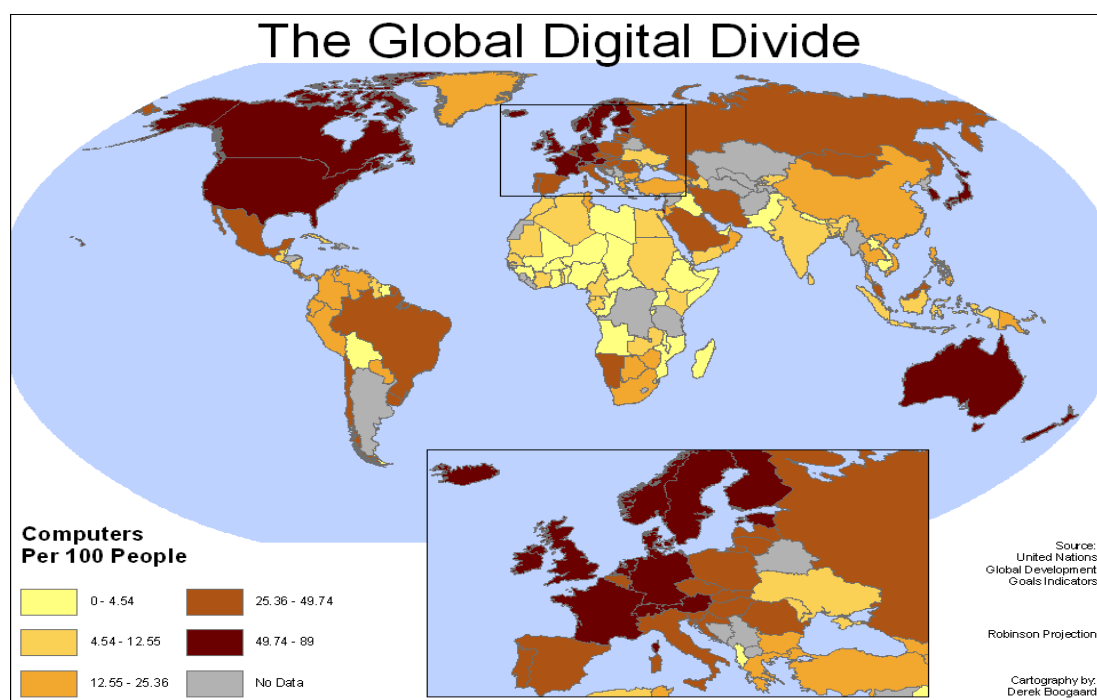 The Global Digital Divide
Computers
Per 100 People
0 - 4.54
25.36 - 49.74
4.54 - 12.55
49.74 - 89
12.55 - 25.36
No Data
Source:
United Nations
Global Development
Goals Indicators
Robinson Projection
Cartography by:
Derek Boogaard